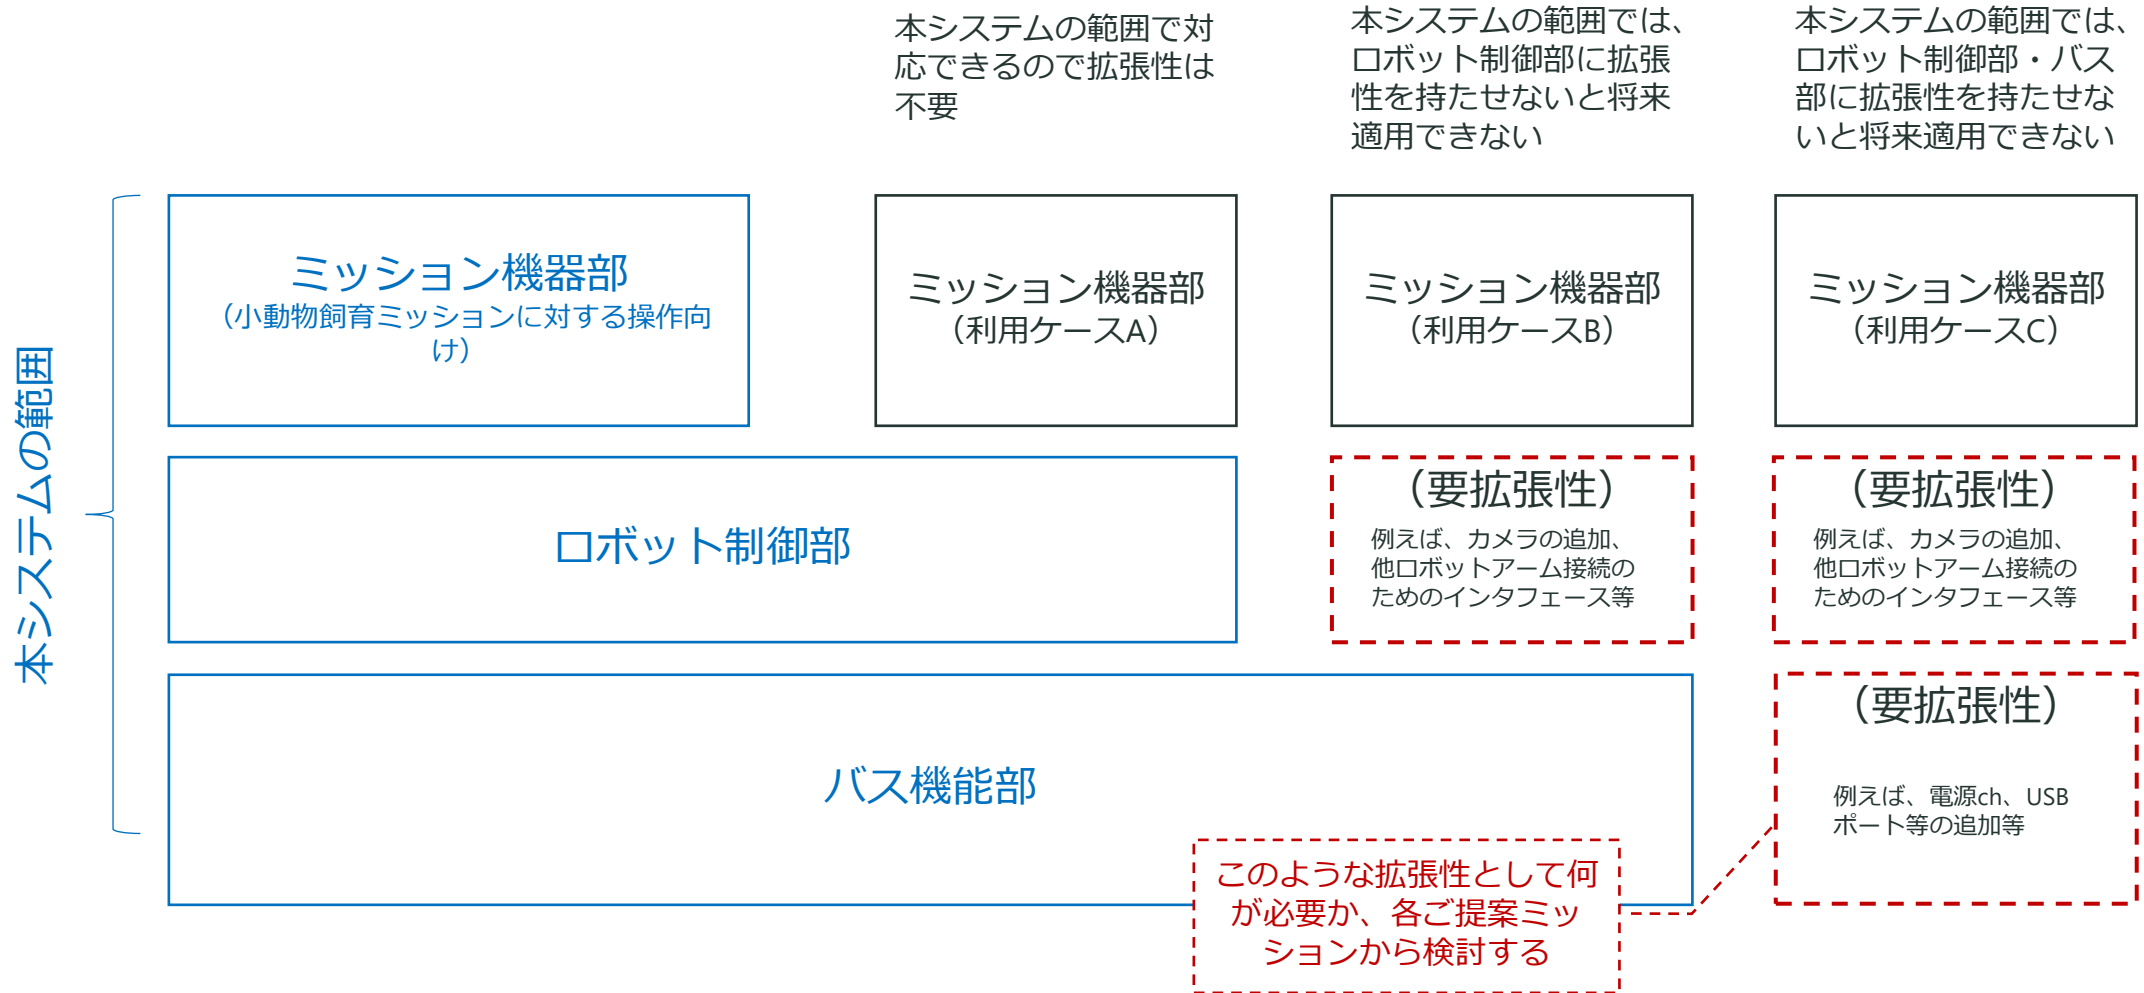 本システムの範囲で対
応できるので拡張性は
不要
本システムの範囲では、
ロボット制御部に拡張
性を持たせないと将来
適用できない
本システムの範囲では、
ロボット制御部・バス
部に拡張性を持たせな
いと将来適用できない
本システムの範囲
ミッション機器部
（小動物飼育ミッションに対する操作向
け）
ミッション機器部
（利用ケースA）
ミッション機器部
（利用ケースB）
ミッション機器部
（利用ケースC）
ロボット制御部
（要拡張性）
例えば、カメラの追加、
他ロボットアーム接続の
ためのインタフェース等
（要拡張性）
例えば、カメラの追加、
他ロボットアーム接続の
ためのインタフェース等
バス機能部
（要拡張性）
例えば、電源ch、USB
ポート等の追加等
このような拡張性として何
が必要か、各ご提案ミッ
ションから検討する